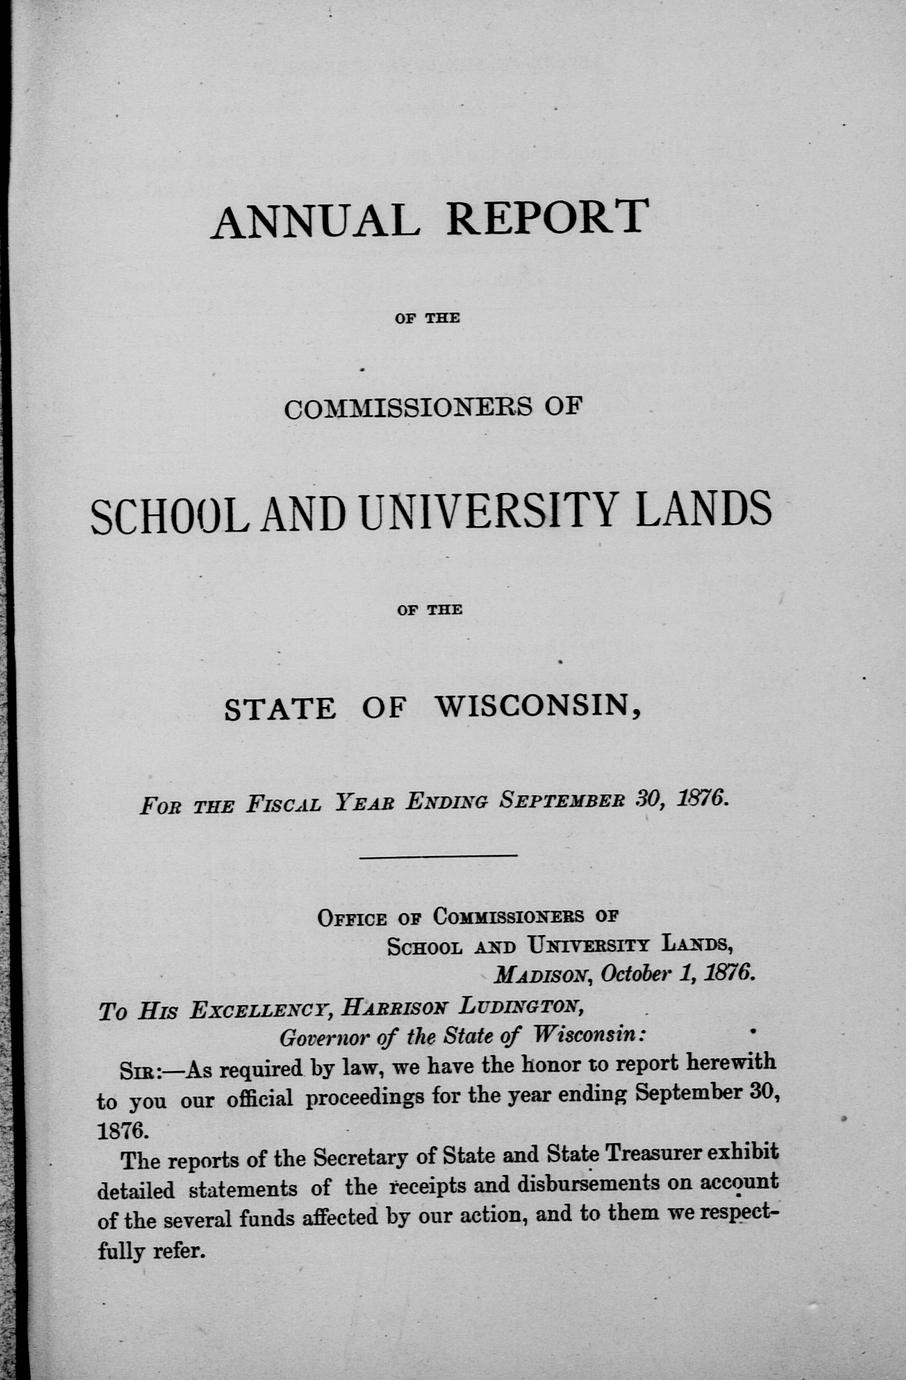 ANNUAL REPORT
OF THE
COMMISSIONERS OF
SCHOOL AND UNIVERSITY LANDS
OF THE
STATE OF WISCONSIN,
FOR THE FISCAL YEAR ENDING SEPTEMBER 30, 1876.
OFFICE OF COMMISSIONERS OF
SCHOOL AND UNIVERSITY LANDS,
MADISON, October 1, 1876.
TO HIS EXCELLENCY, HARRISON LUDINGTON,
Governor of the State of Wisconsin:
SIR:—As required by law, we have the honor to report herewith
to you our official proceedings for the year ending September 30,
1876.
The reports of the Secretary of State and State Treasurer exhibit
detailed statements of the receipts and disbursements on account
of the several funds affected by our action, and to them we respect-
fully refer.